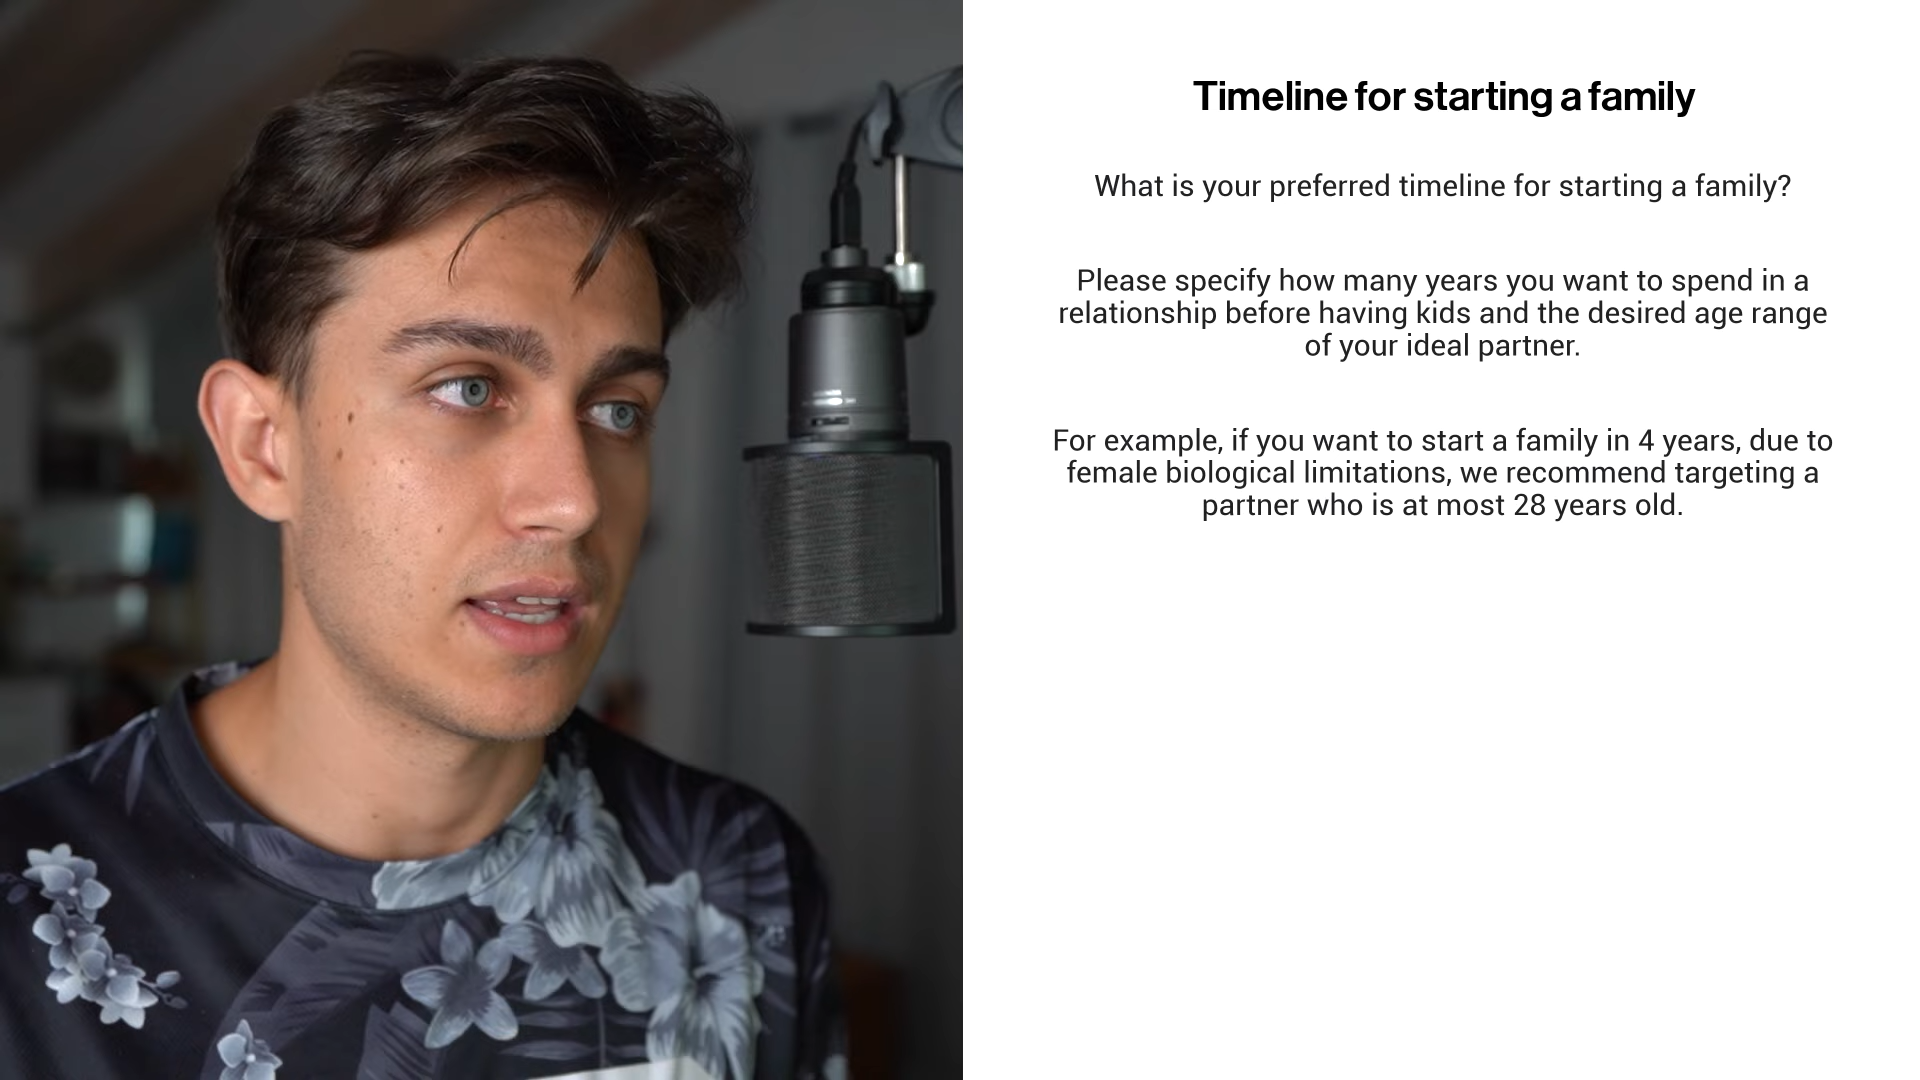 Timeline for starting a family
What is your preferred timeline for starting a family?
Please specify how many years you want to spend in a
relationship before having kids and the desired age range
of your ideal partner.
For example, if you want to start a family in 4 years, due to
female biological limitations, we recommend targeting a
partner who is at most 28 years old.